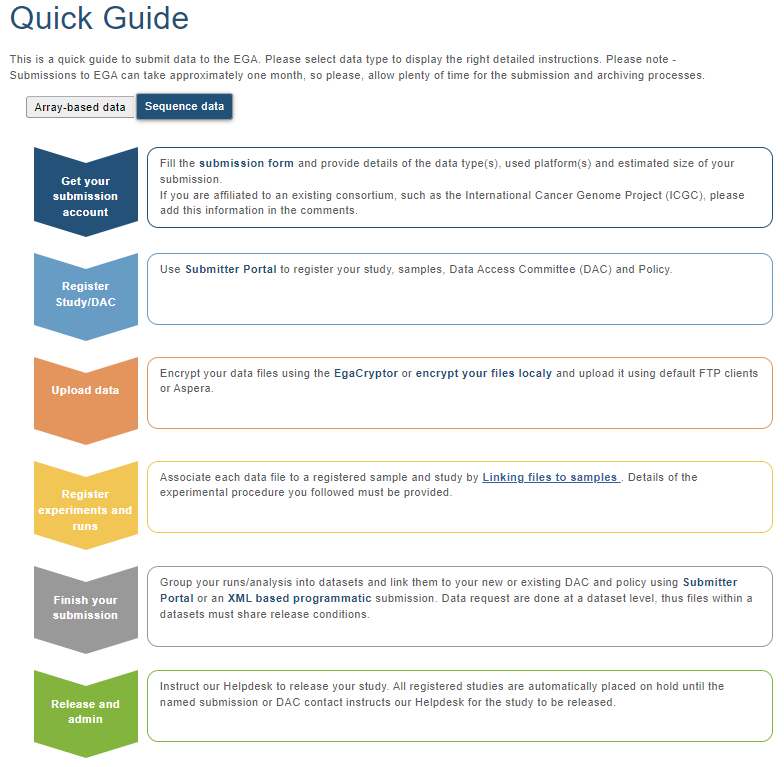 Quick Guide
This is a quick guide to submit data to the EGA. Please select data type to display the right detailed instructions. Please note -
Submissions to EGA can take approximately one month, so please, allow plenty of time for the submission and archiving processes.
Array-based data
Sequence data
Get your
submission
account
Fill the submission form and provide details of the data type(s), used platform(s) and estimated size of your
submission.
If you are affiliated to an existing consortium, such as the International Cancer Genome Project (ICGC), please
add this information in the comments.
Register
Study/DAC
Use Submitter Portal to register your study, samples, Data Access Committee (DAC) and Policy.
Upload data
Encrypt your data files using the EgaCryptor or encrypt your files localy and upload it using default FTP clients
or Aspera.
Register
experiments and
runs
Associate each data file to a registered sample and study by Linking files to samples . Details of the
experimental procedure you followed must be provided.
Finish your
submission
Group your runs/analysis into datasets and link them to your new or existing DAC and policy using Submitter
Portal or an XML based programmatic submission. Data request are done at a dataset level, thus files within a
datasets must share release conditions.
Release and
admin
Instruct our Helpdesk to release your study. All registered studies are automatically placed on hold until the
named submission or DAC contact instructs our Helpdesk for the study to be released.